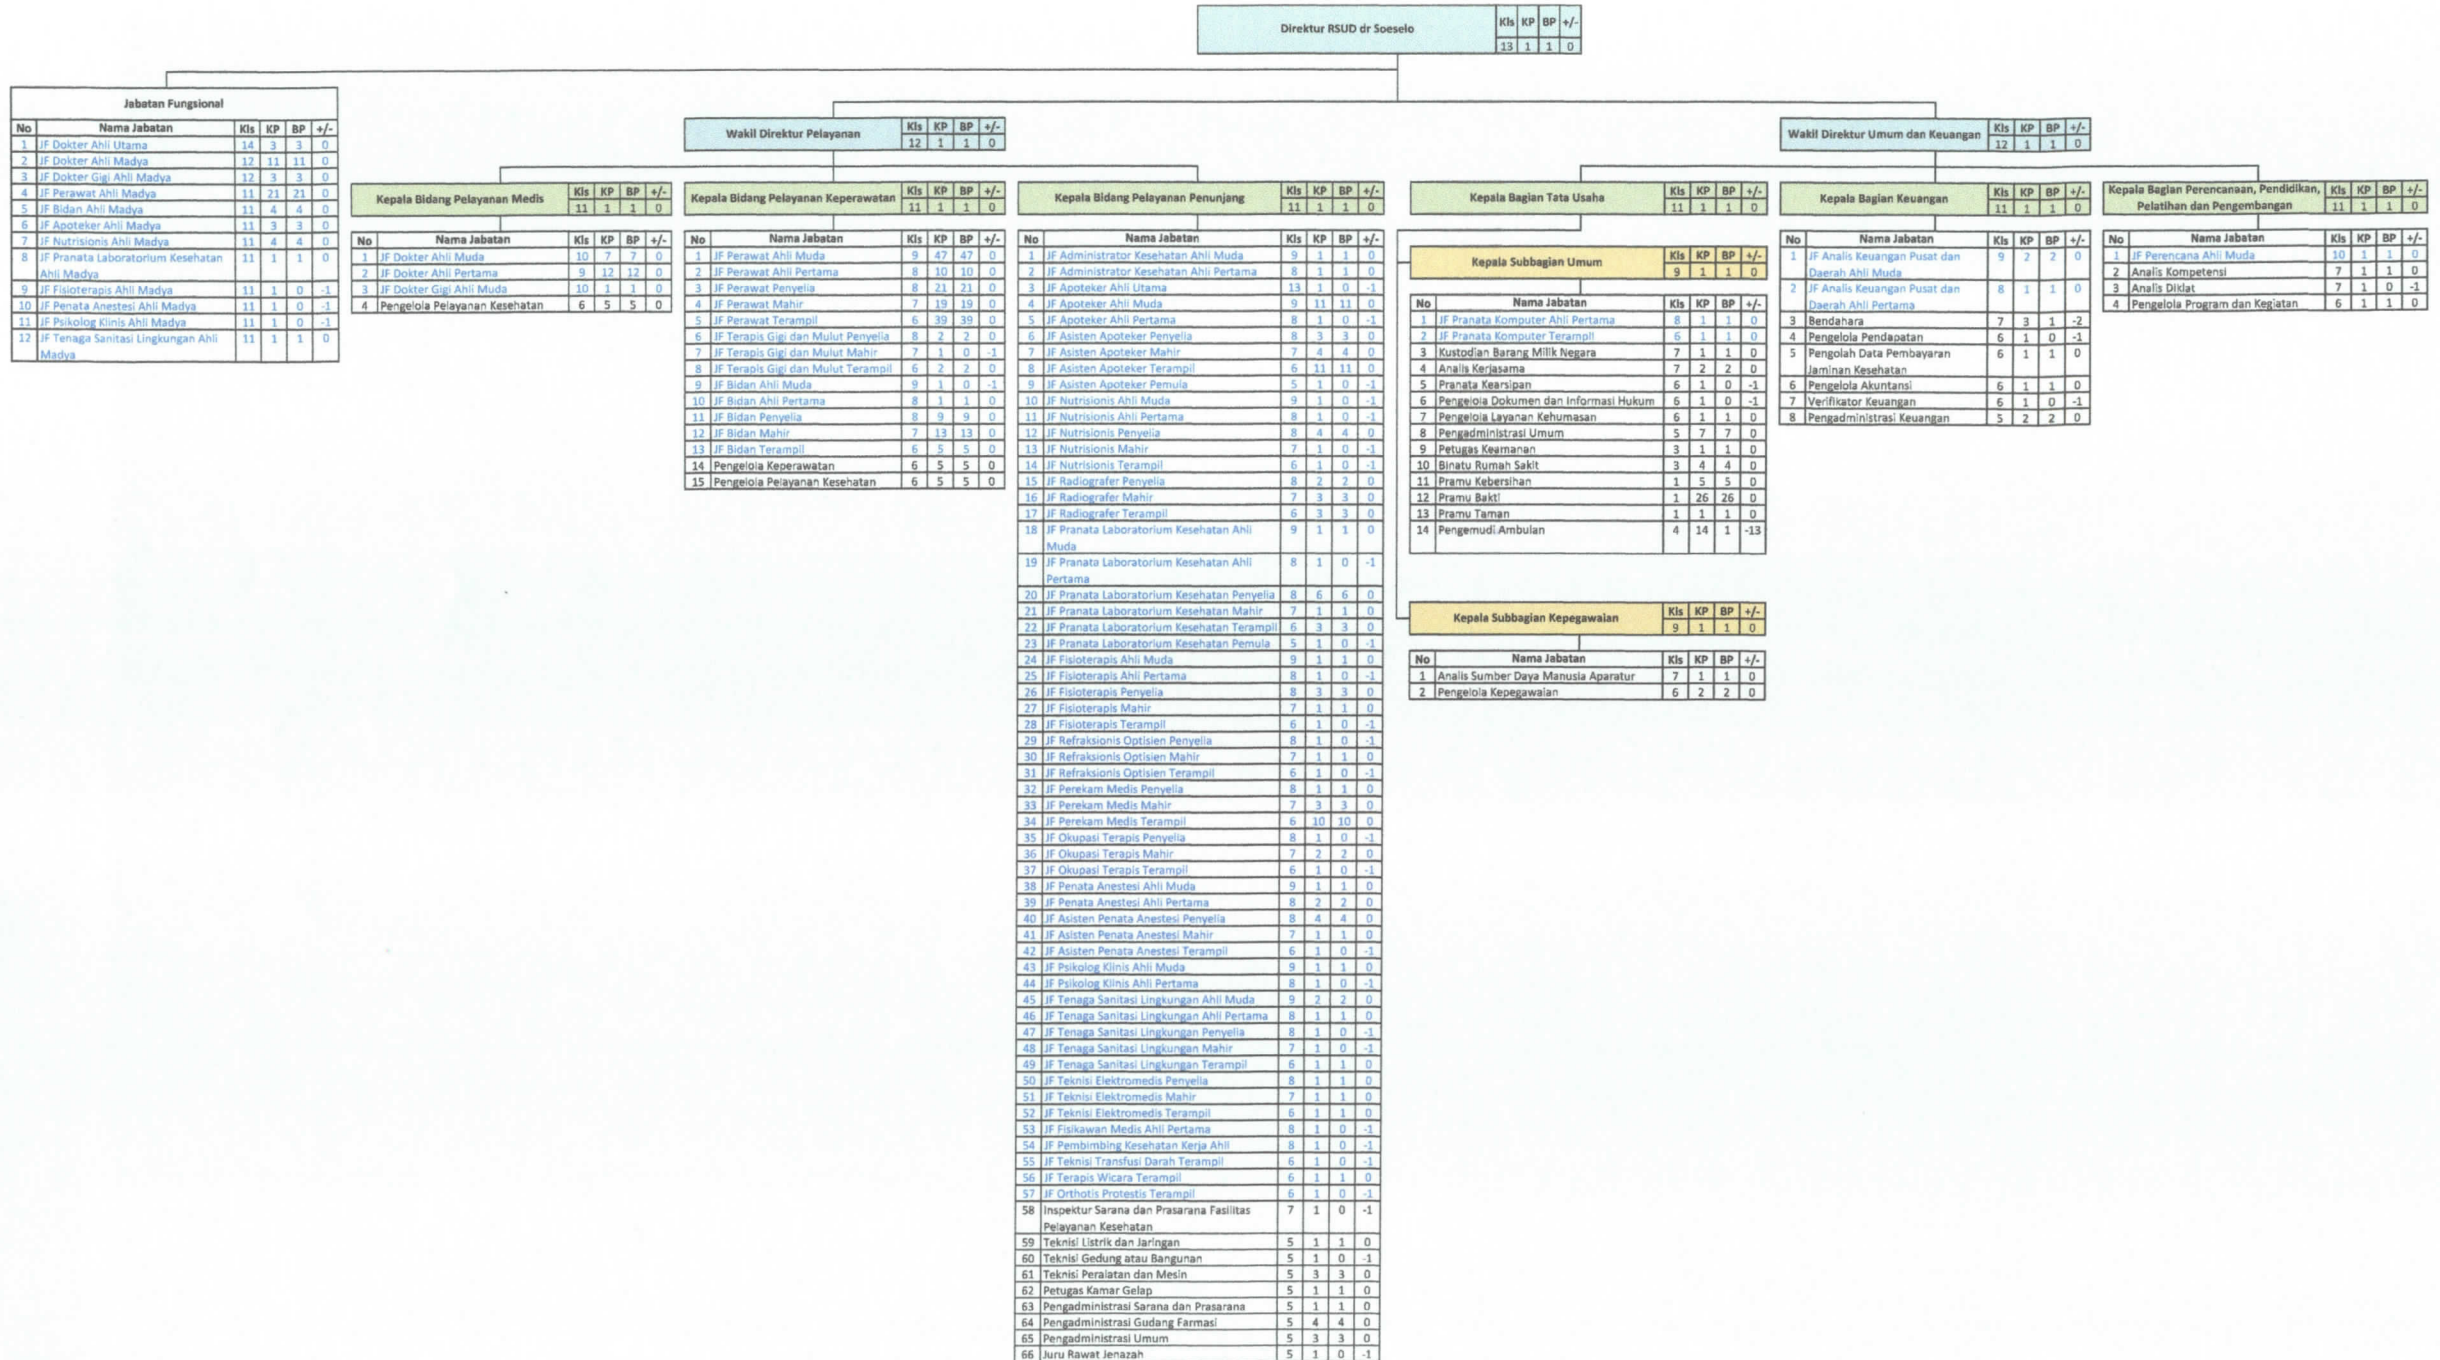 Direktur RSUD dr Soeselo
Kls KP BP +/-
13 1 1 0
Jabatan Fungsional
No Nama Jabatan Kls KP BP +/-
1 JF Dokter Ahli Utama 14 3 3 0
2 JF Dokter Ahli Madya 12 11 11 0
3 JF Dokter Gigi Ahli Madya 12 3 3 0
4 JF Perawat Ahli Madya 11 21 21 0
5 JF Bidan Ahli Madya 11 4 4 0
6 JF Apoteker Ahli Madya 11 3 3 0
7 JF Nutrisionis Ahli Madya 11 4 4 0
8 JF Pranata Laboratorium Kesehatan 11 1 1 0
Ahli Madya
9 JF Fisioterapis Ahli Madya 11 1 0 -1
10 JF Penata Anestesi Ahli Madya 11 1 0 -1
11 JF Psikolog Klinis Ahli Madya 11 1 0 -1
12 JF Tenaga Sanitasi Lingkungan Ahli 11 1 1 0
Madya
Wakil Direktur Pelayanan
Kls KP BP +/-
12 1 1 0
Kepala Bidang Pelayanan Medis
Kls KP BP +/-
11 1 1 0
No Nama Jabatan Kls KP BP +/-
1 JF Dokter Ahli Muda 10 7 7 0
2 JF Dokter Ahli Pertama 9 12 12 0
3 JF Dokter Gigi Ahli Muda 10 1 1 0
4 Pengelola Pelayanan Kesehatan 6 5 5 0
Kepala Bidang Pelayanan Keperawatan
Kls KP BP +/-
11 1 1 0
No Nama Jabatan Kls KP BP +/-
1 JF Perawat Ahli Muda 9 47 47 0
2 JF Perawat Ahli Pertama 8 10 10 0
3 JF Perawat Penyelia 8 21 21 0
4 JF Perawat Mahir 7 19 19 0
5 JF Perawat Terampil 6 39 39 0
6 JF Terapis Gigi dan Mulut Penyelia 8 2 2 0
7 JF Terapis Gigi dan Mulut Mahir 7 1 0 -1
8 JF Terapis Gigi dan Mulut Terampil 6 2 2 0
9 JF Bidan Ahli Muda 9 1 0 -1
10 JF Bidan Ahli Pertama 8 1 1 0
11 JF Bidan Penyelia 8 9 9 0
12 JF Bidan Mahir 7 13 13 0
13 JF Bidan Terampil 6 5 5 0
14 Pengelola Keperawatan 6 5 5 0
15 Pengelola Pelayanan Kesehatan 6 5 5 0
Kepala Bidang Pelayanan Penunjang
Kls KP BP +/-
11 1 1 0
No Nama Jabatan Kls KP BP +/-
1 JF Administrator Kesehatan Ahli Muda 9 1 1 0
2 JF Administrator Kesehatan Ahli Pertama 8 1 1 0
3 JF Apoteker Ahli Utama 13 1 0 -1
4 JF Apoteker Ahli Muda 9 11 11 0
5 JF Apoteker Ahli Pertama 8 1 0 -1
6 JF Asisten Apoteker Penyelia 8 3 3 0
7 JF Asisten Apoteker Mahir 7 4 4 0
8 JF Asisten Apoteker Terampil 6 11 11 0
9 JF Asisten Apoteker Pemula 5 1 0 -1
10 JF Nutrisionis Ahli Muda 9 1 0 -1
11 JF Nutrisionis Ahli Pertama 8 1 0 -1
12 JF Nutrisionis Penyelia 8 4 4 0
13 JF Nutrisionis Mahir 7 1 0 -1
14 JF Nutrisionis Terampil 6 1 0 -1
15 JF Radiografer Penyelia 8 2 2 0
16 JF Radiografer Mahir 7 3 3 0
17 JF Radiografer Terampil 6 3 3 0
18 JF Pranata Laboratorium Kesehatan Ahli 9 1 1 0
Muda
19 JF Pranata Laboratorium Kesehatan Ahli 8 1 0 -1
Pertama
20 JF Pranata Laboratorium Kesehatan Penyelia 8 6 6 0
21 JF Pranata Laboratorium Kesehatan Mahir 7 1 1 0
22 JF Pranata Laboratorium Kesehatan Terampil 6 3 3 0
23 JF Pranata Laboratorium Kesehatan Pemula 5 1 0 -1
24 JF Fisioterapis Ahli Muda 9 1 1 0
25 JF Fisioterapis Ahli Pertama 8 1 0 -1
26 JF Fisioterapis Penyelia 8 3 3 0
27 JF Fisioterapis Mahir 7 1 1 0
28 JF Fisioterapis Terampil 6 1 0 -1
29 JF Refraksionis Optisien Penyelia 8 1 0 -1
30 JF Refraksionis Optisien Mahir 7 1 1 0
31 JF Refraksionis Optisien Terampil 6 1 0 -1
32 JF Perekam Medis Penyelia 8 1 1 0
33 JF Perekam Medis Mahir 7 3 3 0
34 JF Perekam Medis Terampil 6 10 10 0
35 JF Okupasi Terapis Penyelia 8 1 0 -1
36 JF Okupasi Terapis Mahir 7 2 2 0
37 JF Okupasi Terapis Terampil 6 1 0 -1
38 JF Penata Anestesi Ahli Muda 9 1 1 0
39 JF Penata Anestesi Ahli Pertama 8 2 2 0
40 JF Asisten Penata Anestesi Penyelia 8 4 4 0
41 JF Asisten Penata Anestesi Mahir 7 1 1 0
42 JF Asisten Penata Anestesi Terampil 6 1 0 -1
43 JF Psikolog Klinis Ahli Muda 9 1 1 0
44 JF Psikolog Klinis Ahli Pertama 8 1 0 -1
45 JF Tenaga Sanitasi Lingkungan Ahli Muda 9 2 2 0
46 JF Tenaga Sanitasi Lingkungan Ahli Pertama 8 1 1 0
47 JF Tenaga Sanitasi Lingkungan Penyelia 8 1 0 -1
48 JF Tenaga Sanitasi Lingkungan Mahir 7 1 0 -1
49 JF Tenaga Sanitasi Lingkungan Terampil 6 1 1 0
50 JF Teknisi Elektromedis Penyelia 8 1 1 0
51 JF Teknisi Elektromedis Mahir 7 1 1 0
52 JF Teknisi Elektromedis Terampil 6 1 1 0
53 JF Fisikawan Medis Ahli Pertama 8 1 0 -1
54 JF Pembimbing Kesehatan Kerja Ahli 8 1 0 -1
55 JF Teknisi Transfusi Darah Terampil 6 1 0 -1
56 JF Terapis Wicara Terampil 6 1 1 0
57 JF Orthotis Protestis Terampil 6 1 0 -1
58 Inspektur Sarana dan Prasarana Fasilitas 7 1 0 -1
Pelayanan Kesehatan
59 Teknisi Listrik dan Jaringan 5 1 1 0
60 Teknisi Gedung atau Bangunan 5 1 0 -1
61 Teknisi Peralatan dan Mesin 5 3 3 0
62 Petugas Kamar Gelap 5 1 1 0
63 Pengadministrasi Sarana dan Prasarana 5 1 1 0
64 Pengadministrasi Gudang Farmasi 5 4 4 0
65 Pengadministrasi Umum 5 3 3 0
66 Juru Rawat Jenazah 5 1 0 -1
Wakil Direktur Umum dan Keuangan
Kls KP BP +/-
12 1 1 0
Kepala Bagian Tata Usaha
Kls KP BP +/-
11 1 1 0
Kepala Subbagian Umum
Kls KP BP +/-
9 1 1 0
No Nama Jabatan Kls KP BP +/-
1 JF Pranata Komputer Ahli Pertama 8 1 1 0
2 JF Pranata Komputer Terampil 6 1 1 0
3 Kustodian Barang Milik Negara 7 1 1 0
4 Analis Kerjasama 7 2 2 0
5 Pranata Kearsipan 6 1 0 -1
6 Pengelola Dokumen dan Informasi Hukum 6 1 0 -1
7 Pengelola Layanan Kehumasan 6 1 1 0
8 Pengadministrasi Umum 5 7 7 0
9 Petugas Keamanan 3 1 1 0
10 Binatu Rumah Sakit 3 4 4 0
11 Pramu Kebersihan 1 5 5 0
12 Pramu Bakti 1 26 26 0
13 Pramu Taman 1 1 1 0
14 Pengemudi Ambulan 4 14 1 -13
Kepala Subbagian Kepegawaian
Kls KP BP +/-
9 1 1 0
No Nama Jabatan Kls KP BP +/-
1 Analis Sumber Daya Manusia Aparatur 7 1 1 0
2 Pengelola Kepegawaian 6 2 2 0
Kepala Bagian Keuangan
Kls KP BP +/-
11 1 1 0
No Nama Jabatan Kls KP BP +/-
1 JF Analis Keuangan Pusat dan 9 2 2 0
Daerah Ahli Muda
2 JF Analis Keuangan Pusat dan 8 1 1 0
Daerah Ahli Pertama
3 Bendahara 7 3 1 -2
4 Pengelola Pendapatan 6 1 0 -1
5 Pengolah Data Pembayaran 6 1 1 0
Jaminan Kesehatan
6 Pengelola Akuntansi 6 1 1 0
7 Verifikator Keuangan 6 1 0 -1
8 Pengadministrasi Keuangan 5 2 2 0
Kepala Bagian Perencanaan, Pendidikan,
Pelatihan dan Pengembangan
Kls KP BP +/-
11 1 1 0
No Nama Jabatan Kls KP BP +/-
1 JF Perencana Ahli Muda 10 1 1 0
2 Analis Kompetensi 7 1 1 0
3 Analis Diklat 7 1 0 -1
4 Pengelola Program dan Kegiatan 6 1 1 0